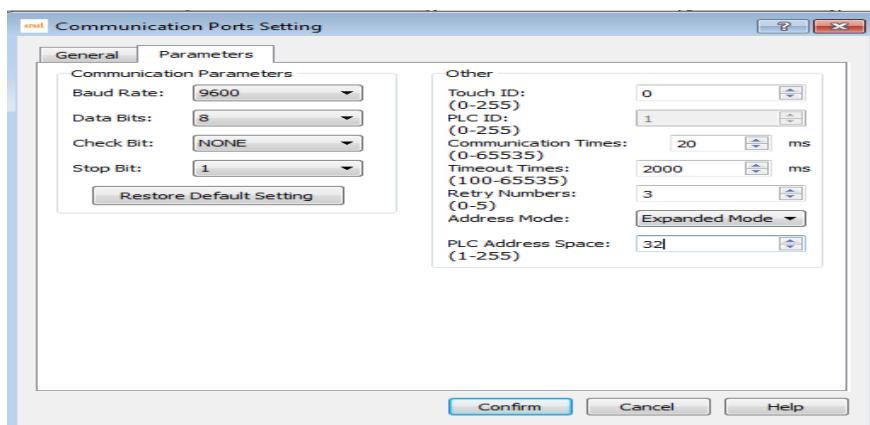 Communication Ports Setting
General Parameters
Communication Parameters
Baud Rate: 9600
Data Bits: 8
Check Bit: NONE
Stop Bit: 1
Restore Default Setting
Other
Touch ID: 0
(0-255)
PLC ID: 1
(0-255)
Communication Times: 20 ms
(0-65535)
Timeout Times: 2000 ms
(100-65535)
Retry Numbers: 3
(0-5)
Address Mode: Expanded Mode
PLC Address Space: 32
(1-255)
Confirm Cancel Help